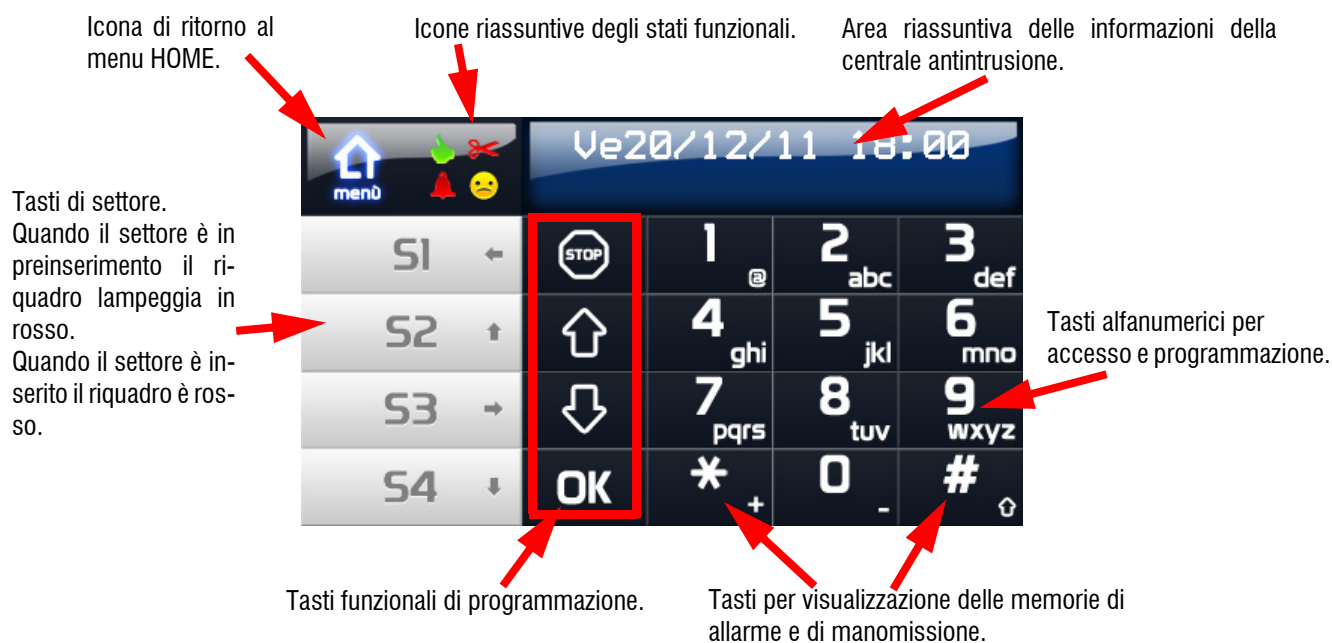 Icona di ritorno al
menu HOME.
Icone riassuntive degli stati funzionali.
Area riassuntiva delle informazioni della
centrale antintrusione.
menù
Ve20/12/11 18:00
Tasti di settore.
Quando il settore è in
preinserimento il ri-
quadro lampeggia in
rosso.
Quando il settore è in-
serito il riquadro è ros-
so.
S1
STOP
1 @
2 abc
3 def
S2
4 ghi
5 jkl
6 mno
S3
7 pqrs
8 tuv
9 wxyz
S4
OK
* +
0 -
#
Tasti alfanumerici per
accesso e programmazione.
Tasti funzionali di programmazione.
Tasti per visualizzazione delle memorie di
allarme e di manomissione.